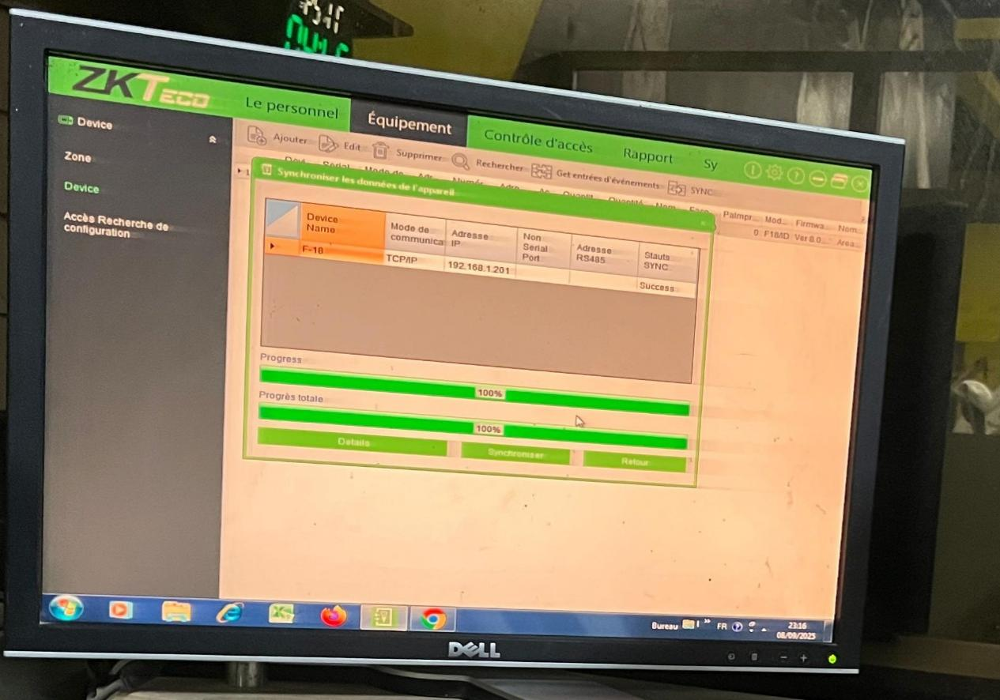 ZKTeco
Le personnel
Équipement
Contrôle d'accès
Rapport
Sy
Device
Zone
Device
Accès Recherche de
configuration
Ajouter
Edit
Supprimer
Rechercher
Get entrées d'événements
SYNC
Palmpr...
Mod...
Firmwa...
Nom...
1
0
F18/ID
Ver 8.0...
Area...
Synchroniser les données de l'appareil
Device
Name
Mode de
communica
Adresse
IP
Non
Serial
Port
Adresse
RS485
Stauts
SYNC
F-18
TCP/IP
192.168.1.201
Success
Progress
100%
Progrès totale
100%
Details
Synchroniser
Retour
Bureau
»
FR
23:16
08/09/2025
DELL